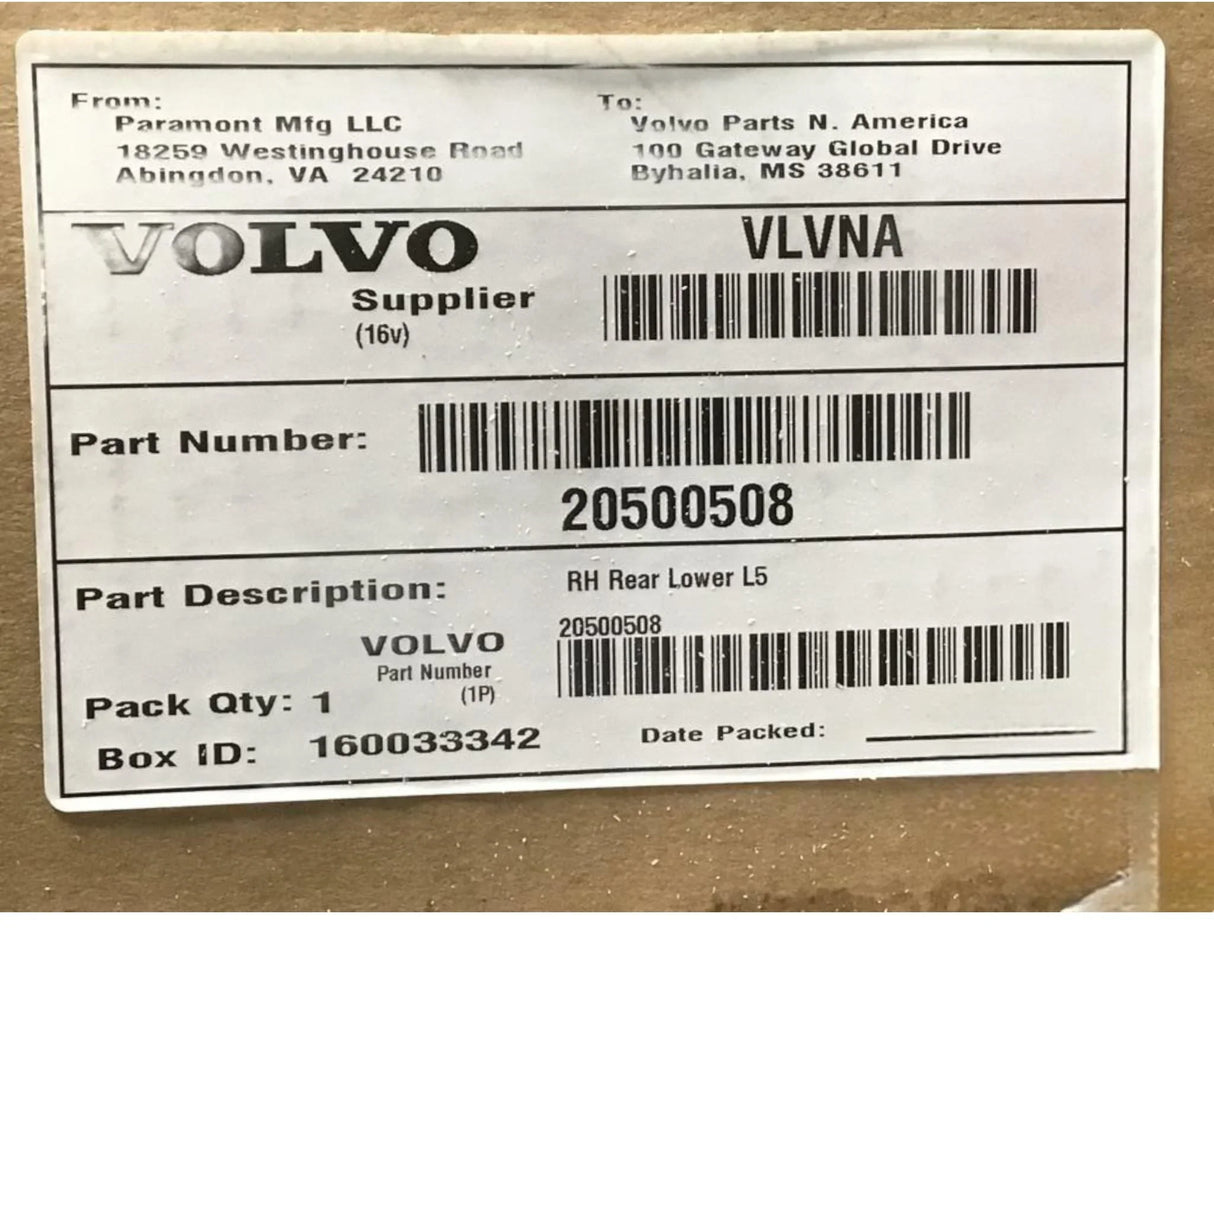 From:
Paramont Mfg LLC
18259 Westinghouse Road
Abingdon, VA 24210
To:
Volvo Parts N. America
100 Gateway Global Drive
Byhalia, MS 38611
VOLVO
Supplier
(16v)
VLVNA
Part Number:
20500508
Part Description:
RH Rear Lower L5
VOLVO
Part Number
(1P)
20500508
Pack Qty: 1
Box ID: 160033342
Date Packed: